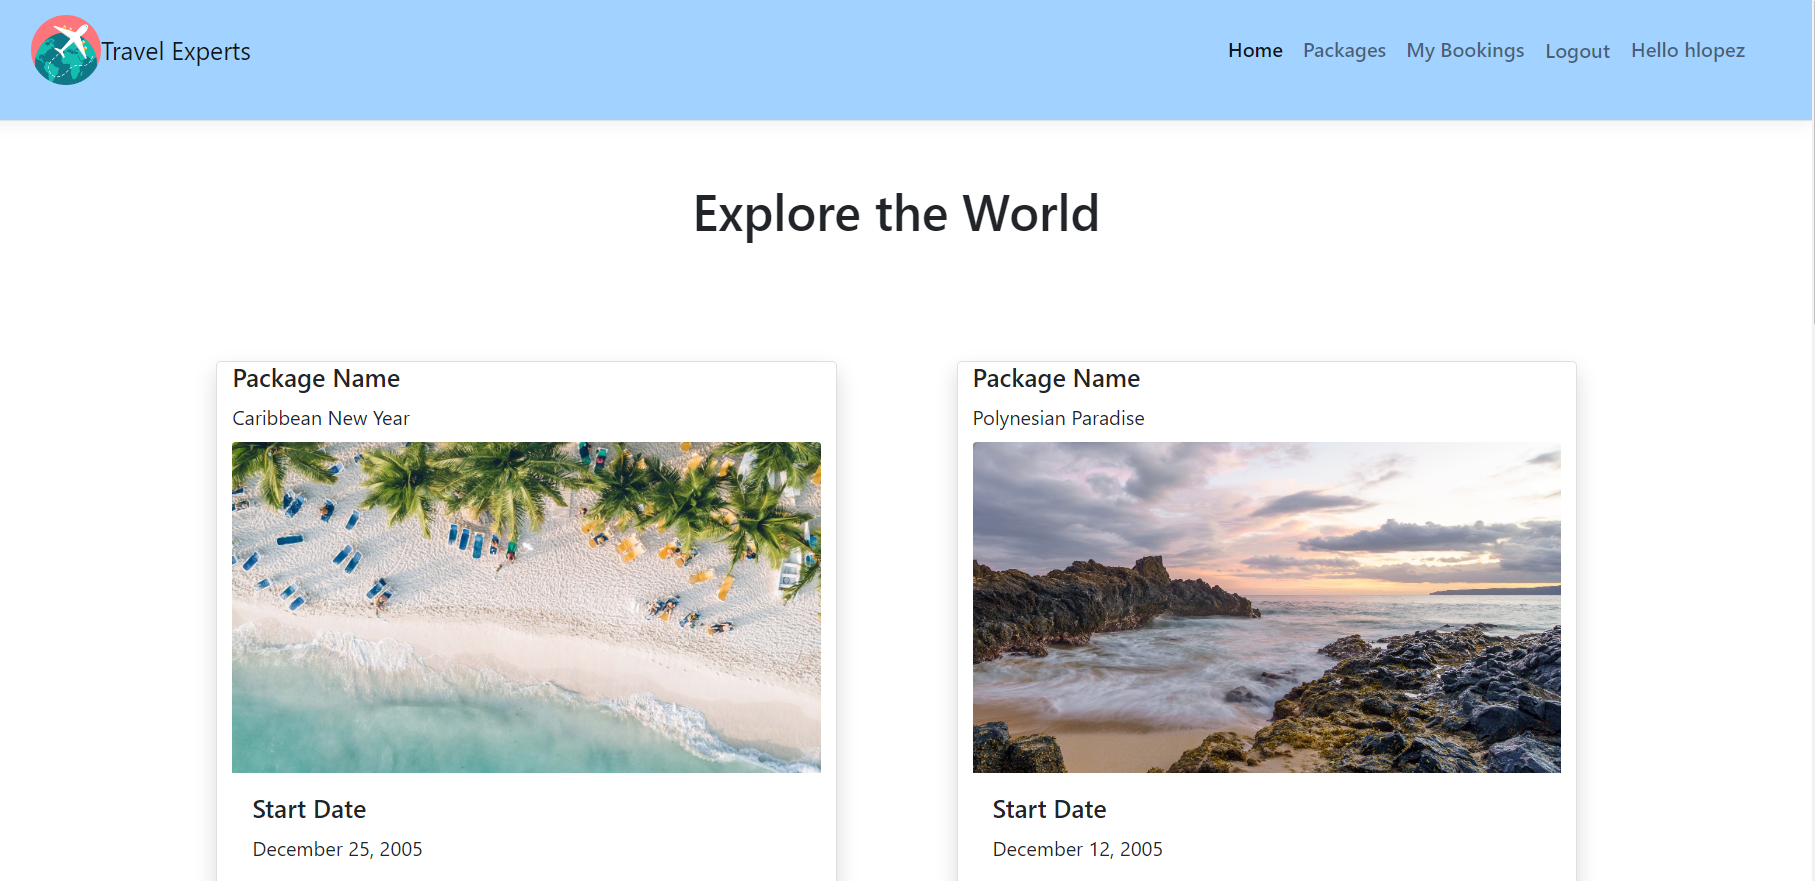 Travel Experts
Home Packages My Bookings Logout Hello hlopez
Explore the World
Package Name
Caribbean New Year
Start Date
December 25, 2005
Package Name
Polynesian Paradise
Start Date
December 12, 2005